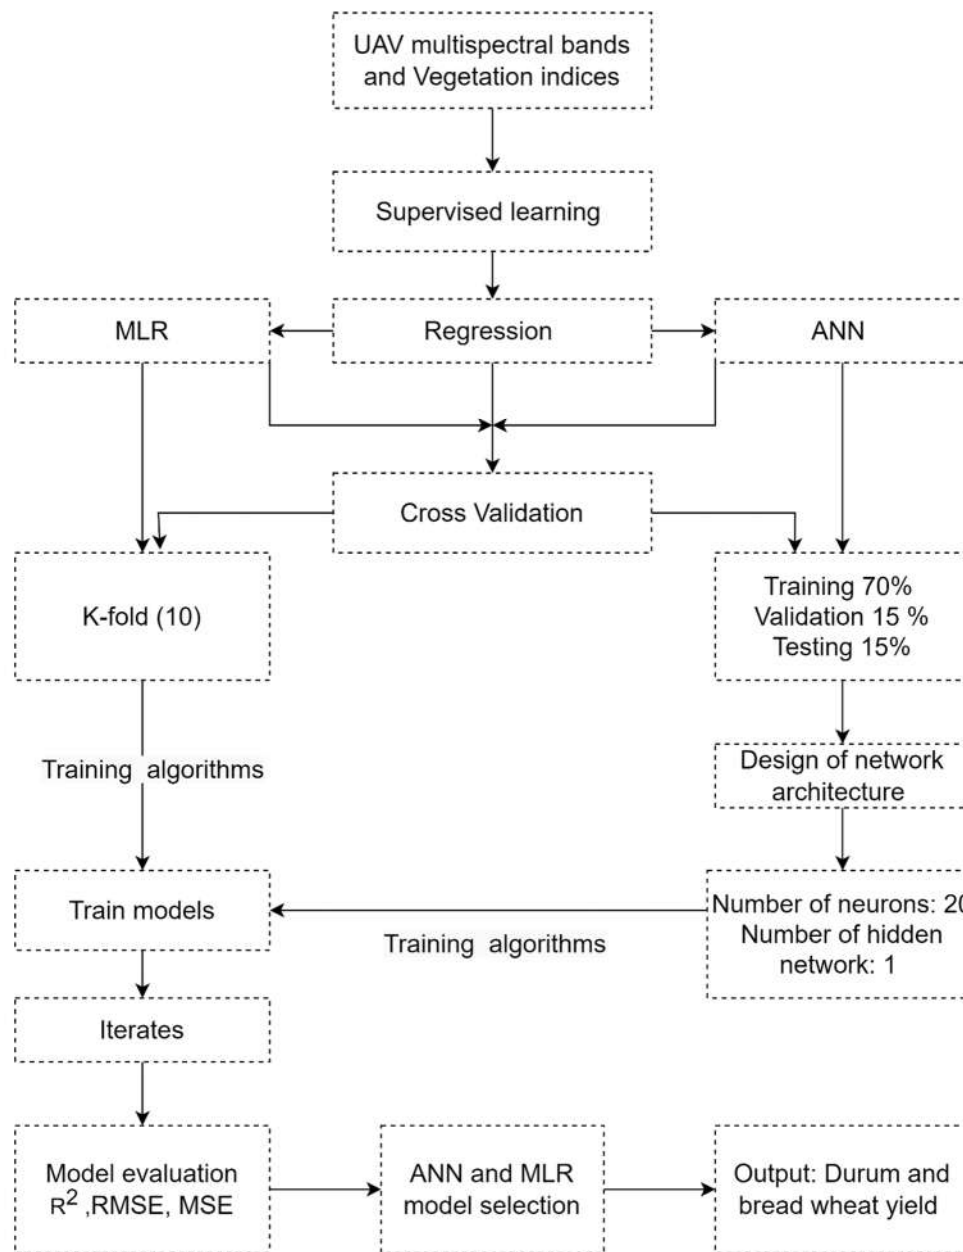 UAV multispectral bands
and Vegetation indices
Supervised learning
MLR
Regression
ANN
Cross Validation
K-fold (10)
Training 70%
Validation 15 %
Testing 15%
Training algorithms
Design of network
architecture
Train models
Number of neurons: 20
Number of hidden
network: 1
Training algorithms
Iterates
Model evaluation
R² ,RMSE, MSE
ANN and MLR
model selection
Output: Durum and
bread wheat yield